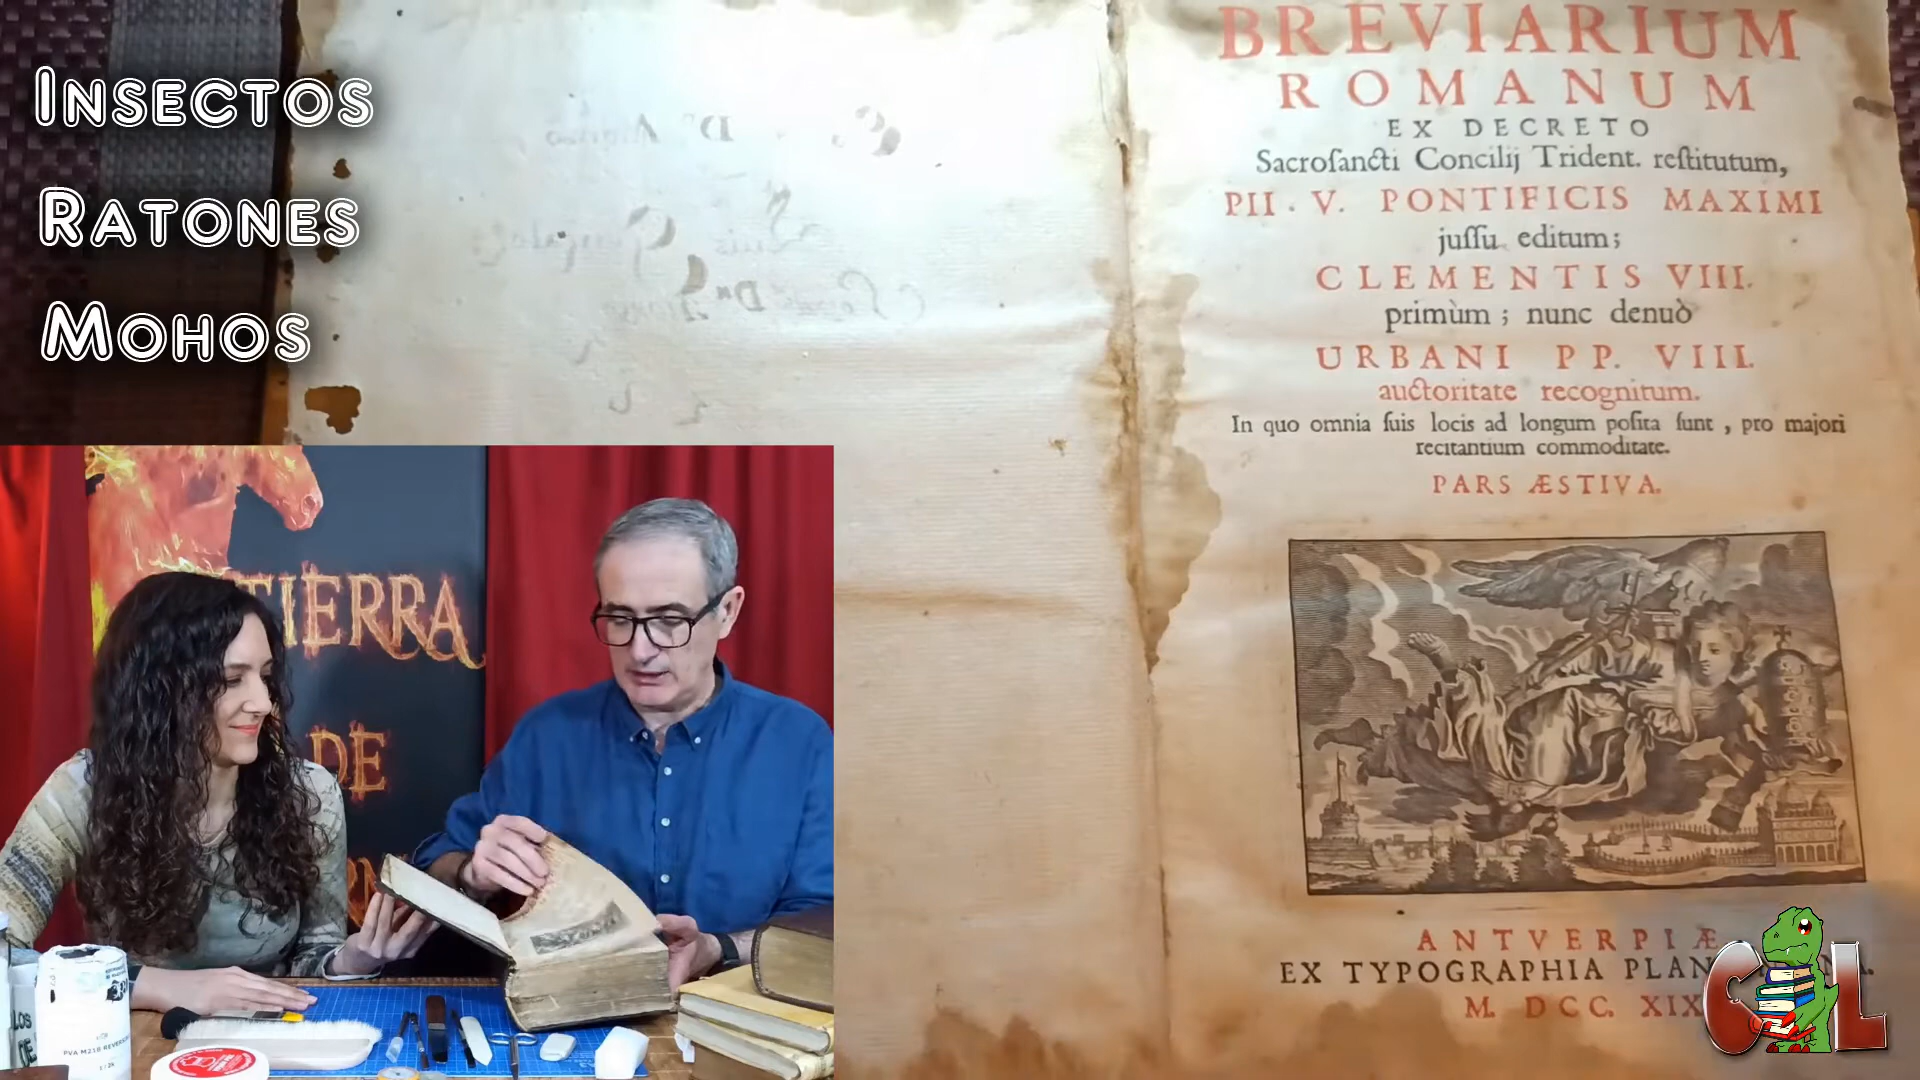 INSECTOS
RATONES
MOHOS
BREVIARIUM
ROMANUM
EX DECRETO
Sacroſancti Concilij Trident. reſtitutum,
PII. V. PONTIFICIS MAXIMI
juſſu editum;
CLEMENTIS VIII.
primùm; nunc denuò
URBANI PP. VIII.
auctoritate recognitum.
In quo omnia ſuis locis ad longum poſita ſunt, pro majori
recitantium commoditate.
PARS ÆSTIVA.
ANTVERPIÆ
EX TYPOGRAPHIA PLAN
M. DCC. XIX
TIERRA
DE
PVA M218
C L